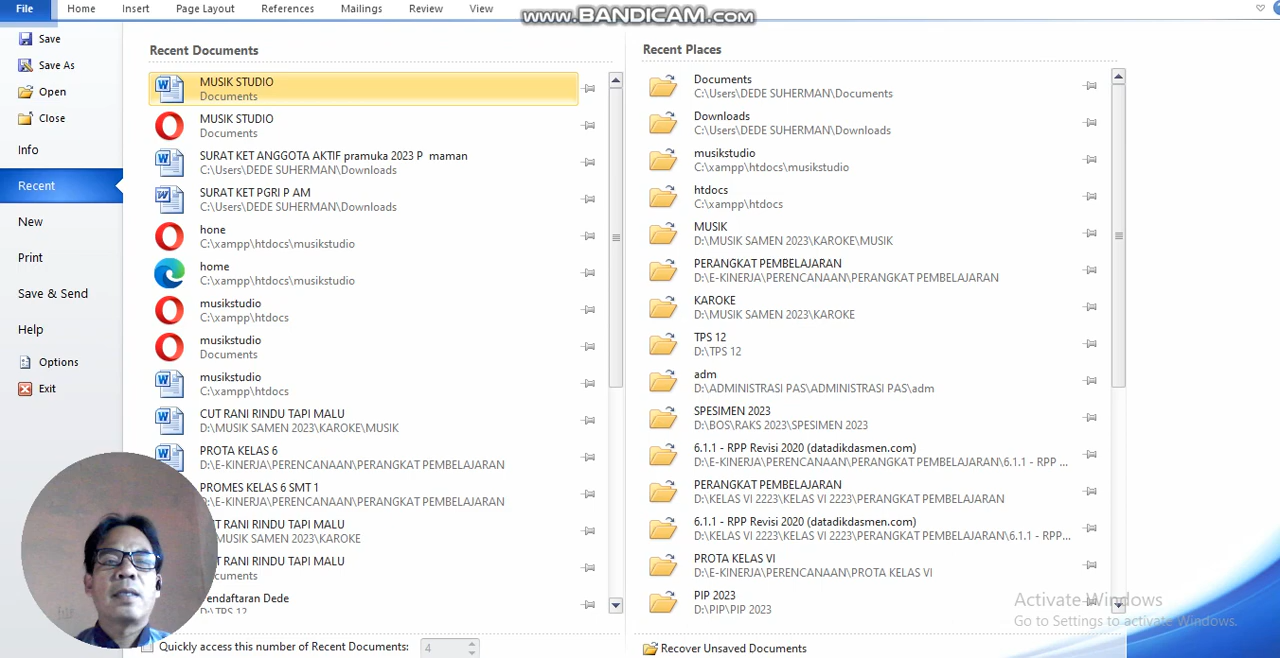 File Home Insert Page Layout References Mailings Review View
www.BANDICAM.com
Save
Save As
Open
Close
Info
Recent
New
Print
Save & Send
Help
Options
Exit
Recent Documents
MUSIK STUDIO
Documents
MUSIK STUDIO
Documents
SURAT KET ANGGOTA AKTIF pramuka 2023 P maman
C:\Users\DEDE SUHERMAN\Downloads
SURAT KET PGRI P AM
C:\Users\DEDE SUHERMAN\Downloads
hone
C:\xampp\htdocs\musikstudio
home
C:\xampp\htdocs\musikstudio
musikstudio
C:\xampp\htdocs
musikstudio
Documents
musikstudio
C:\xampp\htdocs
CUT RANI RINDU TAPI MALU
D:\MUSIK SAMEN 2023\KAROKE\MUSIK
PROTA KELAS 6
D:\E-KINERJA\PERENCANAAN\PERANGKAT PEMBELAJARAN
PROMES KELAS 6 SMT 1
D:\E-KINERJA\PERENCANAAN\PERANGKAT PEMBELAJARAN
RANI RINDU TAPI MALU
SAMEN 2023\KAROKE
RANI RINDU TAPI MALU
Dede
D:\TPS 12
Quickly access this number of Recent Documents: 4
Recent Places
Documents
C:\Users\DEDE SUHERMAN\Documents
Downloads
C:\Users\DEDE SUHERMAN\Downloads
musikstudio
C:\xampp\htdocs\musikstudio
htdocs
C:\xampp\htdocs
MUSIK
D:\MUSIK SAMEN 2023\KAROKE\MUSIK
PERANGKAT PEMBELAJARAN
D:\E-KINERJA\PERENCANAAN\PERANGKAT PEMBELAJARAN
KAROKE
D:\MUSIK SAMEN 2023\KAROKE
TPS 12
D:\TPS 12
adm
D:\ADMINISTRASI PAS\ADMINISTRASI PAS\adm
SPESIMEN 2023
D:\BOS\RAKS 2023\SPESIMEN 2023
6.1.1 - RPP Revisi 2020 (datadikdasmen.com)
D:\E-KINERJA\PERENCANAAN\PERANGKAT PEMBELAJARAN\6.1.1 - RPP ...
PERANGKAT PEMBELAJARAN
D:\KELAS VI 2223\KELAS VI 2223\PERANGKAT PEMBELAJARAN
6.1.1 - RPP Revisi 2020 (datadikdasmen.com)
D:\KELAS VI 2223\KELAS VI 2223\PERANGKAT PEMBELAJARAN\6.1.1 - RPP...
PROTA KELAS VI
D:\E-KINERJA\PERENCANAAN\PROTA KELAS VI
PIP 2023
D:\PIP\PIP 2023
Recover Unsaved Documents
Activate Windows
Go to Settings to activate Windows.